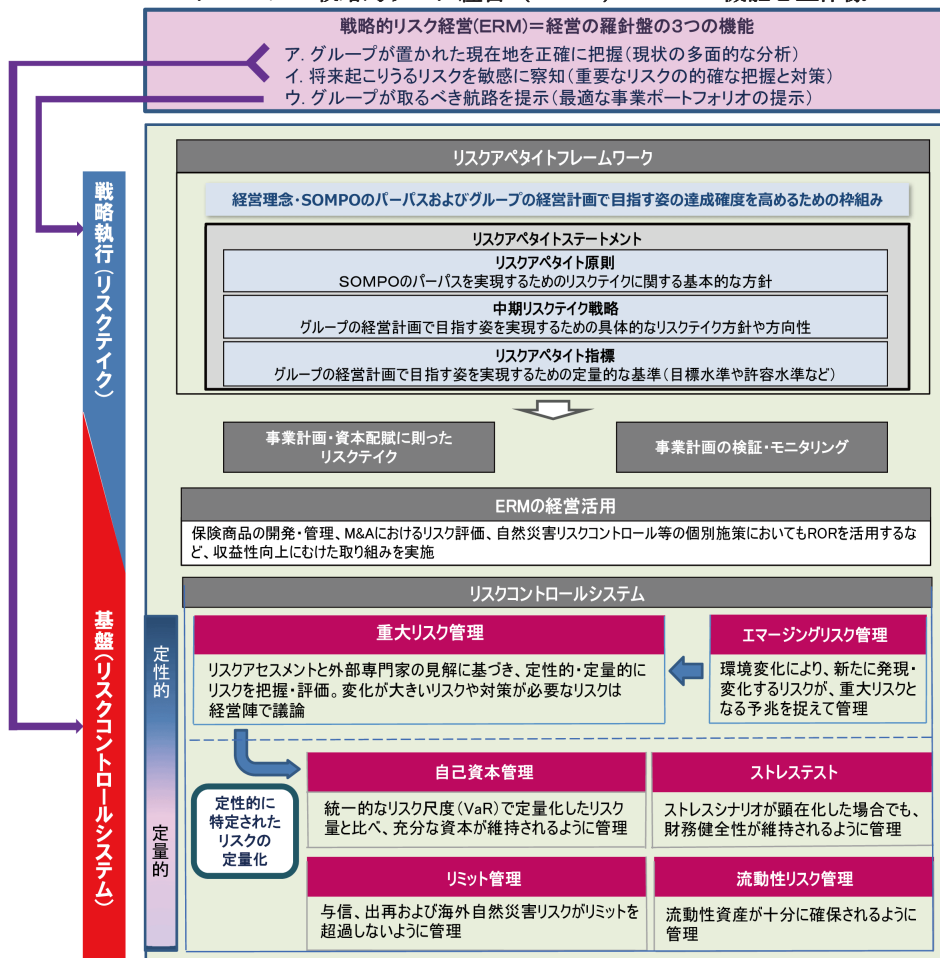 戦略的リスク経営(ERM)＝経営の羅針盤の3つの機能
ア. グループが置かれた現在地を正確に把握(現状の多面的な分析)
イ. 将来起こりうるリスクを敏感に察知(重要なリスクの的確な把握と対策)
ウ. グループが取るべき航路を提示(最適な事業ポートフォリオの提示)
戦略執行(リスクテイク)
基盤(リスクコントロールシステム)
リスクアペタイトフレームワーク
経営理念・SOMPOのパーパスおよびグループの経営計画で目指す姿の達成確度を高めるための枠組み
リスクアペタイトステートメント
リスクアペタイト原則
SOMPOのパーパスを実現するためのリスクテイクに関する基本的な方針
中期リスクテイク戦略
グループの経営計画で目指す姿を実現するための具体的なリスクテイク方針や方向性
リスクアペタイト指標
グループの経営計画で目指す姿を実現するための定量的な基準(目標水準や許容水準など)
事業計画・資本配賦に則った
リスクテイク
事業計画の検証・モニタリング
ERMの経営活用
保険商品の開発・管理、M&Aにおけるリスク評価、自然災害リスクコントロール等の個別施策においてもRORを活用するな
ど、収益性向上にむけた取り組みを実施
リスクコントロールシステム
定性的
定量的
重大リスク管理
リスクアセスメントと外部専門家の見解に基づき、定性的・定量的に
リスクを把握・評価。変化が大きいリスクや対策が必要なリスクは
経営陣で議論
エマージングリスク管理
環境変化により、新たに発現・
変化するリスクが、重大リスクと
なる予兆を捉えて管理
定性的に
特定された
リスクの
定量化
自己資本管理
統一的なリスク尺度(VaR)で定量化したリスク
量と比べ、充分な資本が維持されるように管理
ストレステスト
ストレスシナリオが顕在化した場合でも、
財務健全性が維持されるように管理
リミット管理
与信、出再および海外自然災害リスクがリミットを
超過しないように管理
流動性リスク管理
流動性資産が十分に確保されるように
管理